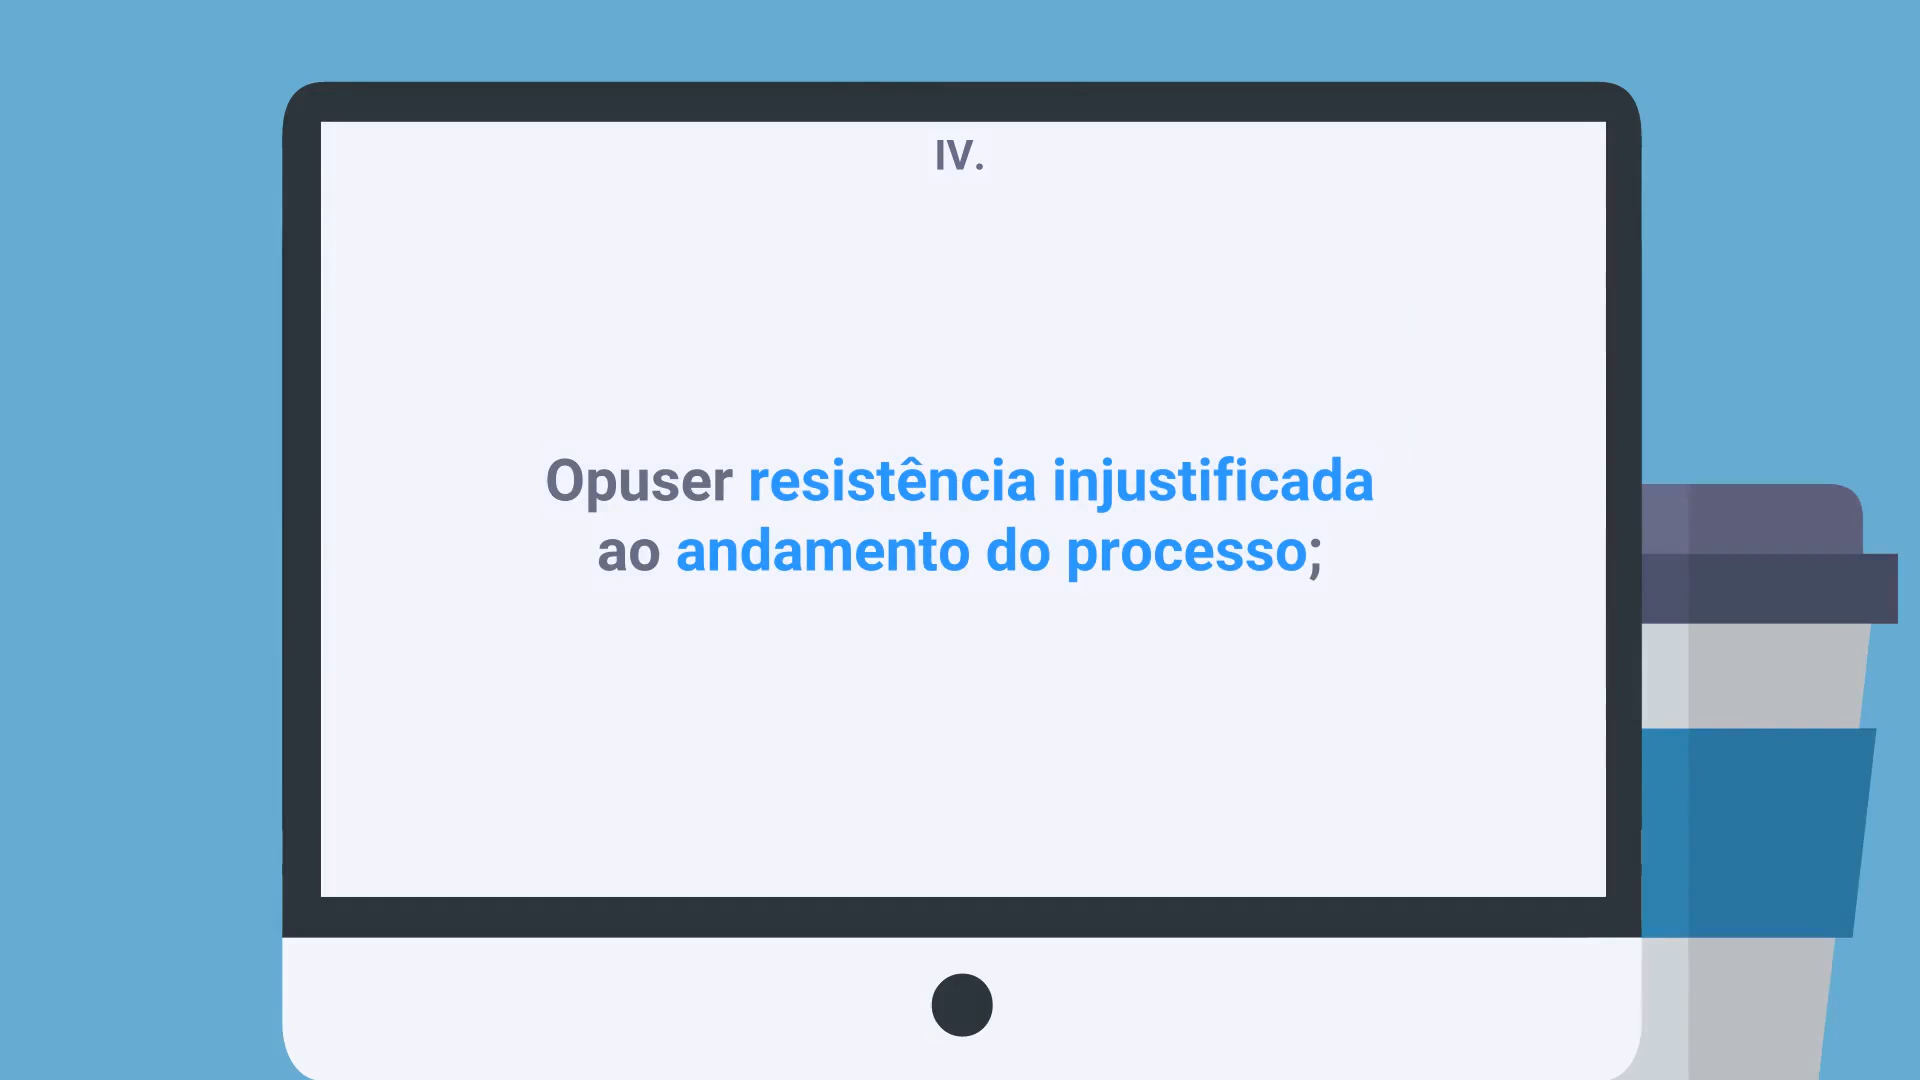 IV.
Opuser resistência injustificada
ao andamento do processo;